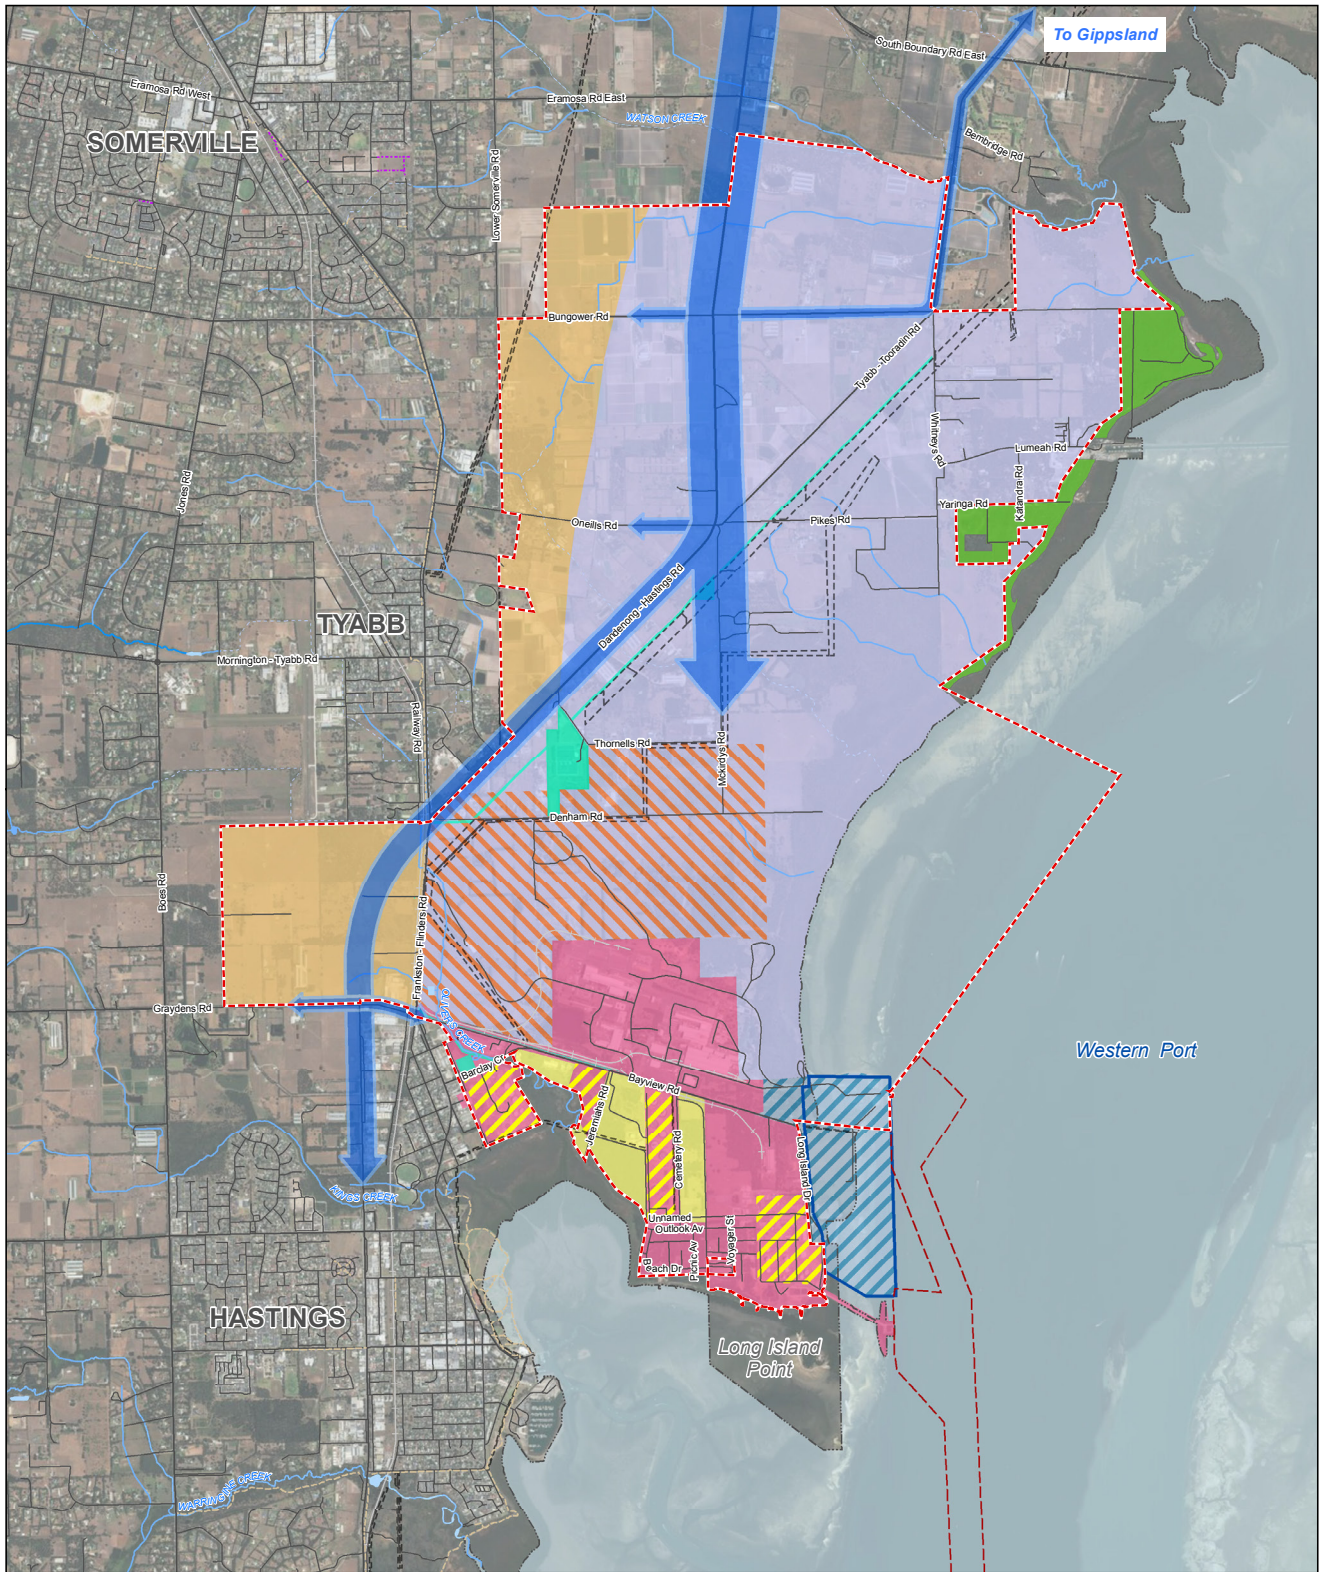 To Gippsland
South Boundary Rd East
Eramosa Rd West
Eramosa Rd East
WATSON CREEK
SOMERVILLE
Bembridge Rd
Lower Somerville Rd
Bungower Rd
Tyabb - Tooradin Rd
Whitneys Rd
Lumeah Rd
Katandra Rd
Jones Rd
Yaringa Rd
Oneills Rd
Pikes Rd
Dandenong - Hastings Rd
TYABB
Mornington - Tyabb Rd
Railway Rd
Thornells Rd
Mckirdys Rd
Denham Rd
Boes Rd
Frankston - Flinders Rd
Graydens Rd
OLIVERS CREEK
Barclay Cr
Bayview Rd
Western Port
Jeremiahs Rd
Cemetery Rd
Long Island Dr
KINGS CREEK
Unnamed
Outlook Av
Voyager St
Picnic Av
Beach Dr
HASTINGS
Long Island
Point
WARRINGINE CREEK